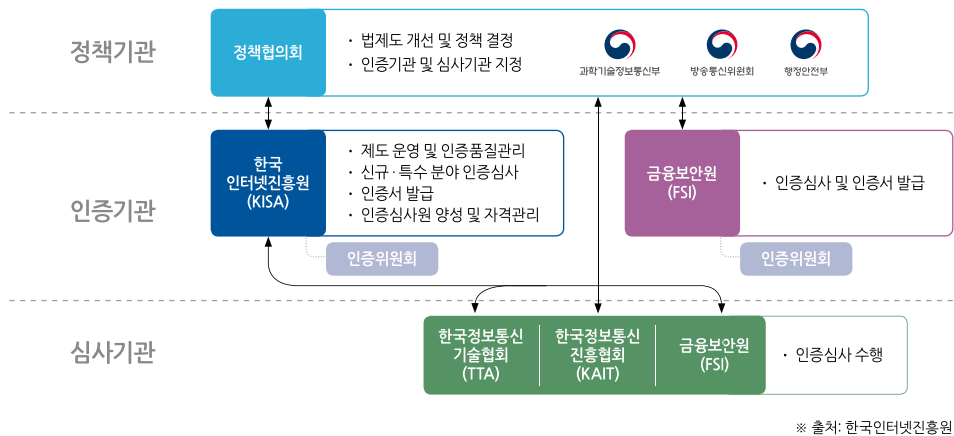 정책기관
정책협의회
· 법제도 개선 및 정책 결정
· 인증기관 및 심사기관 지정
과학기술정보통신부
방송통신위원회
행정안전부
인증기관
한국
인터넷진흥원
(KISA)
· 제도 운영 및 인증품질관리
· 신규·특수 분야 인증심사
· 인증서 발급
· 인증심사원 양성 및 자격관리
인증위원회
금융보안원
(FSI)
· 인증심사 및 인증서 발급
인증위원회
심사기관
한국정보통신
기술협회
(TTA)
한국정보통신
진흥협회
(KAIT)
금융보안원
(FSI)
· 인증심사 수행
※ 출처: 한국인터넷진흥원